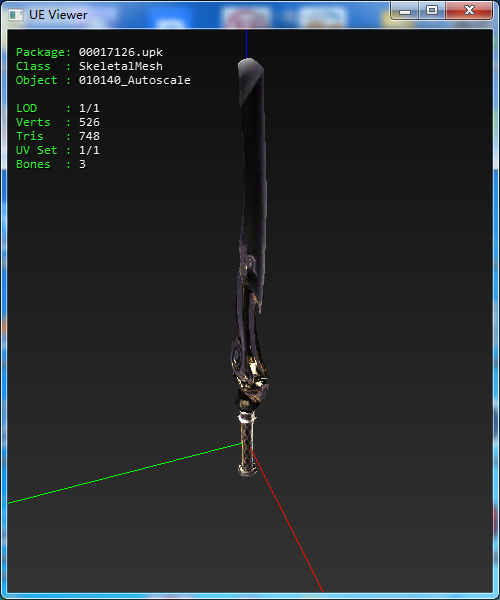 UE Viewer
Package: 00017126.upk
Class : SkeletalMesh
Object : 010140_Autoscale
LOD : 1/1
Verts : 526
Tris : 748
UV Set : 1/1
Bones : 3